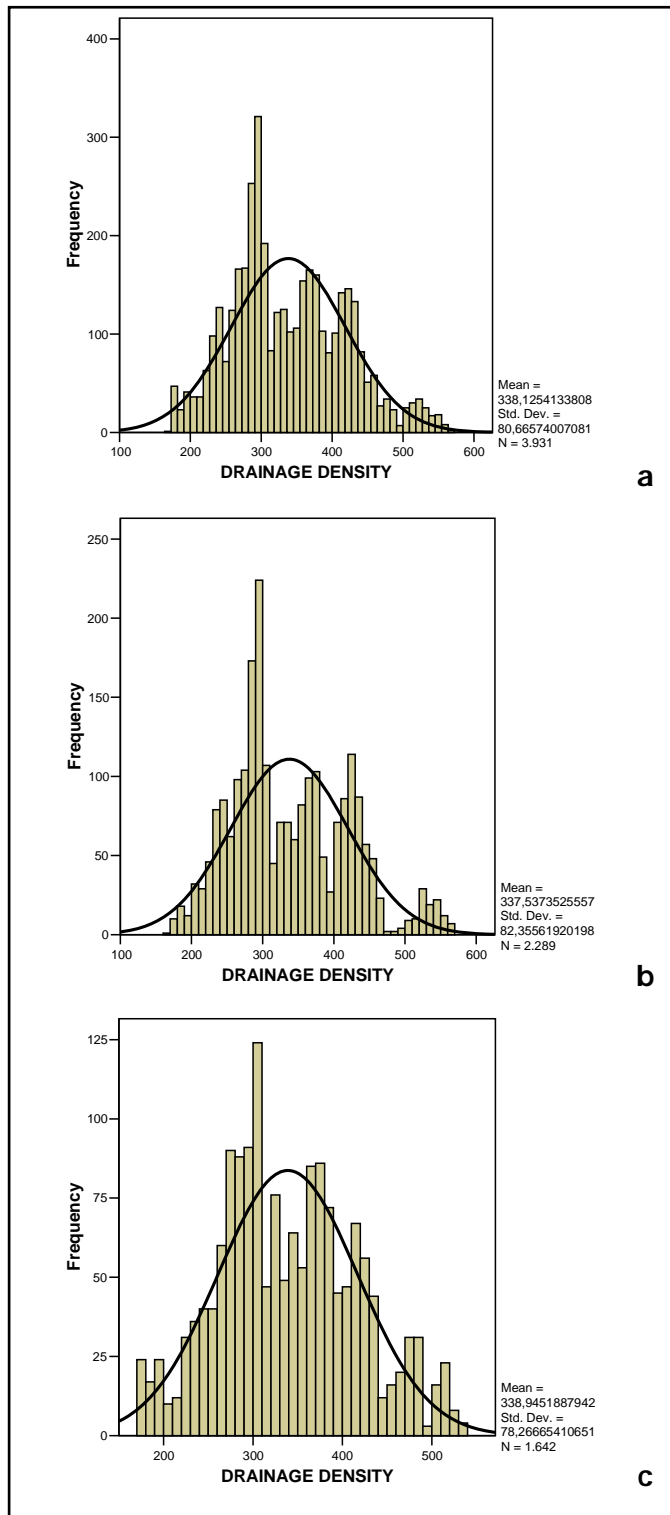 400
300
200
100
0
Frequency
100 200 300 400 500 600
DRAINAGE DENSITY
Mean =
338,1254133808
Std. Dev. =
80,66574007081
N = 3.931
a
250
200
150
100
50
0
Frequency
100 200 300 400 500 600
DRAINAGE DENSITY
Mean =
337,5373525557
Std. Dev. =
82,35561920198
N = 2.289
b
125
100
75
50
25
0
Frequency
200 300 400 500
DRAINAGE DENSITY
Mean =
338,9451887942
Std. Dev. =
78,26665410651
N = 1.642
c